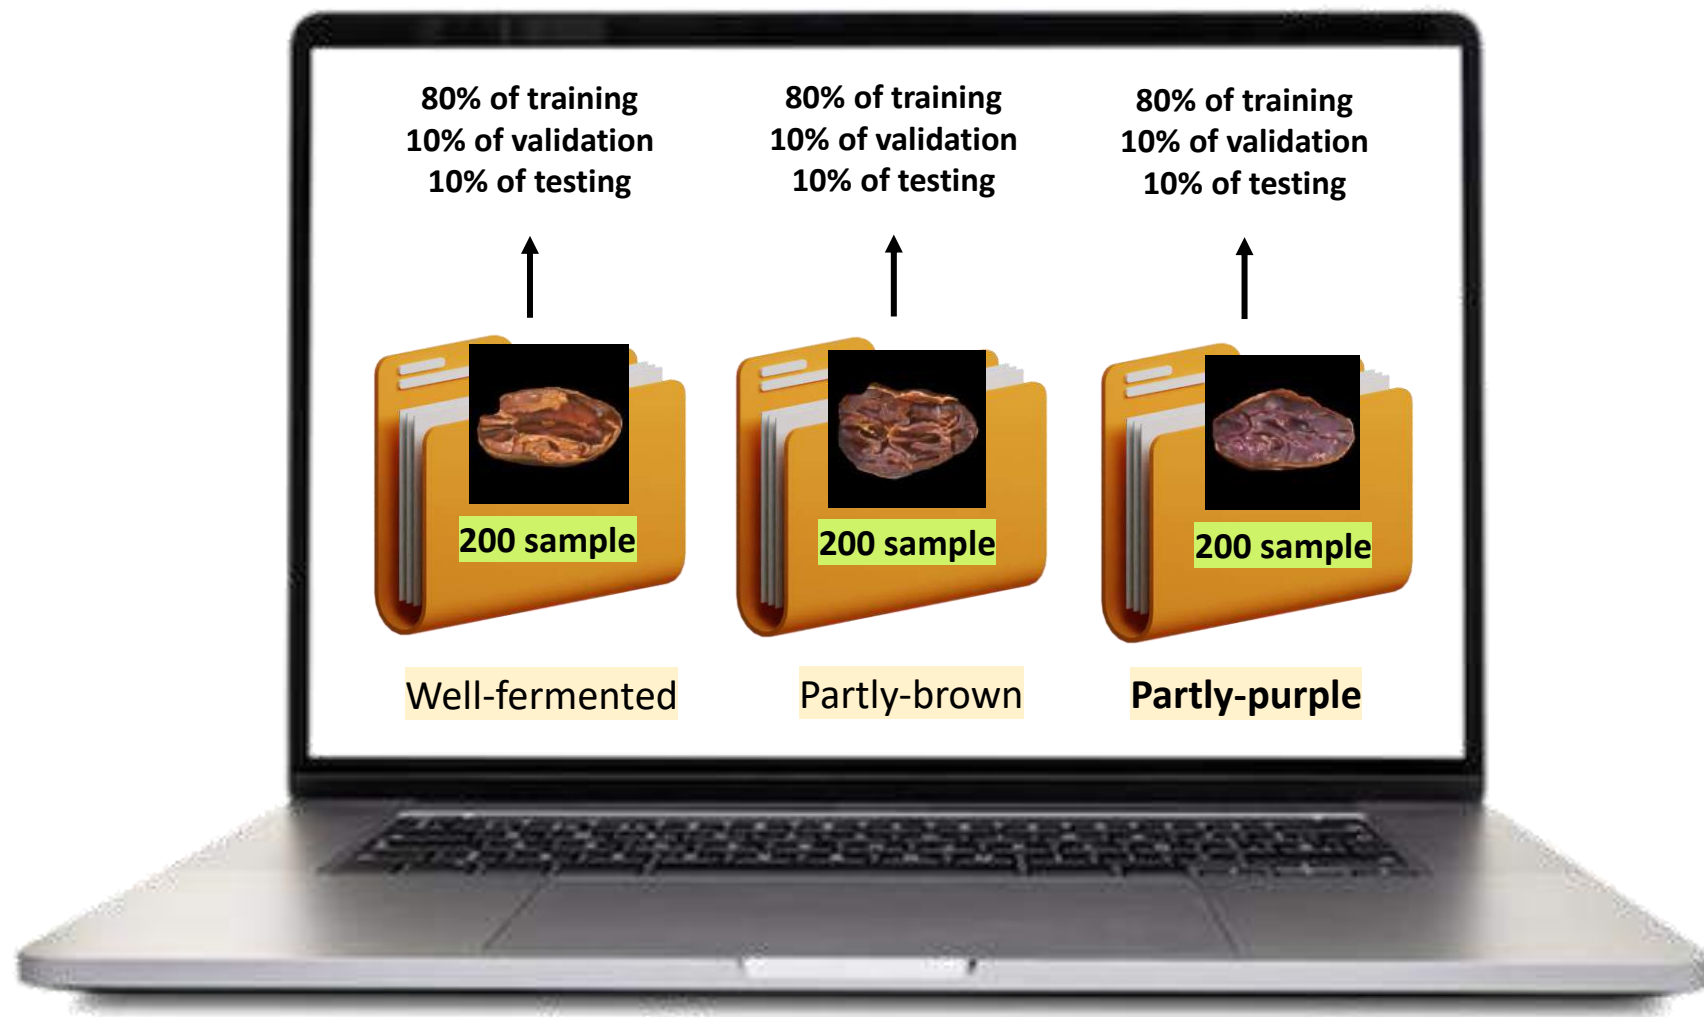 80% of training
10% of validation
10% of testing
80% of training
10% of validation
10% of testing
80% of training
10% of validation
10% of testing
200 sample
200 sample
200 sample
Well-fermented
Partly-brown
Partly-purple